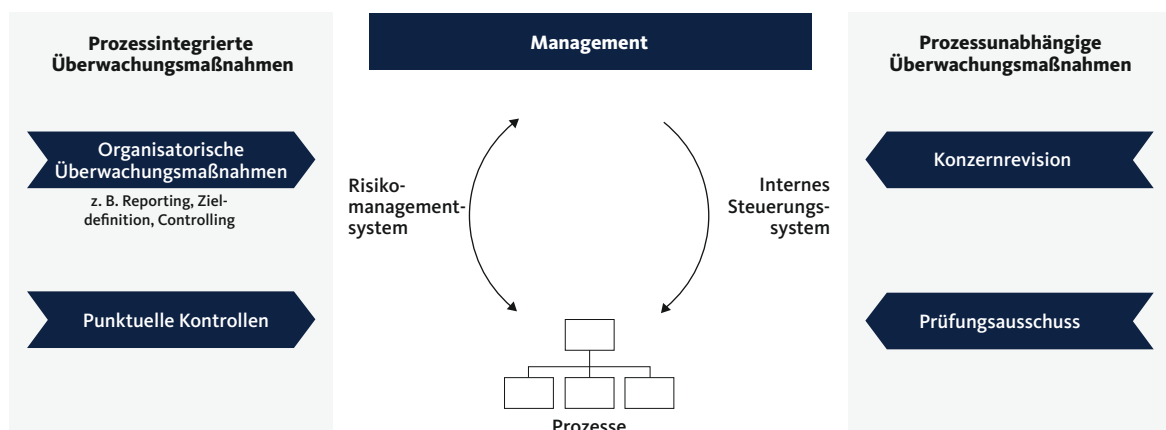 Prozessintegrierte
Überwachungsmaßnahmen
Organisatorische
Überwachungsmaßnahmen
z. B. Reporting, Ziel-
definition, Controlling
Punktuelle Kontrollen
Management
Risiko-
management-
system
Internes
Steuerungs-
system
Prozesse
Prozessunabhängige
Überwachungsmaßnahmen
Konzernrevision
Prüfungsausschuss